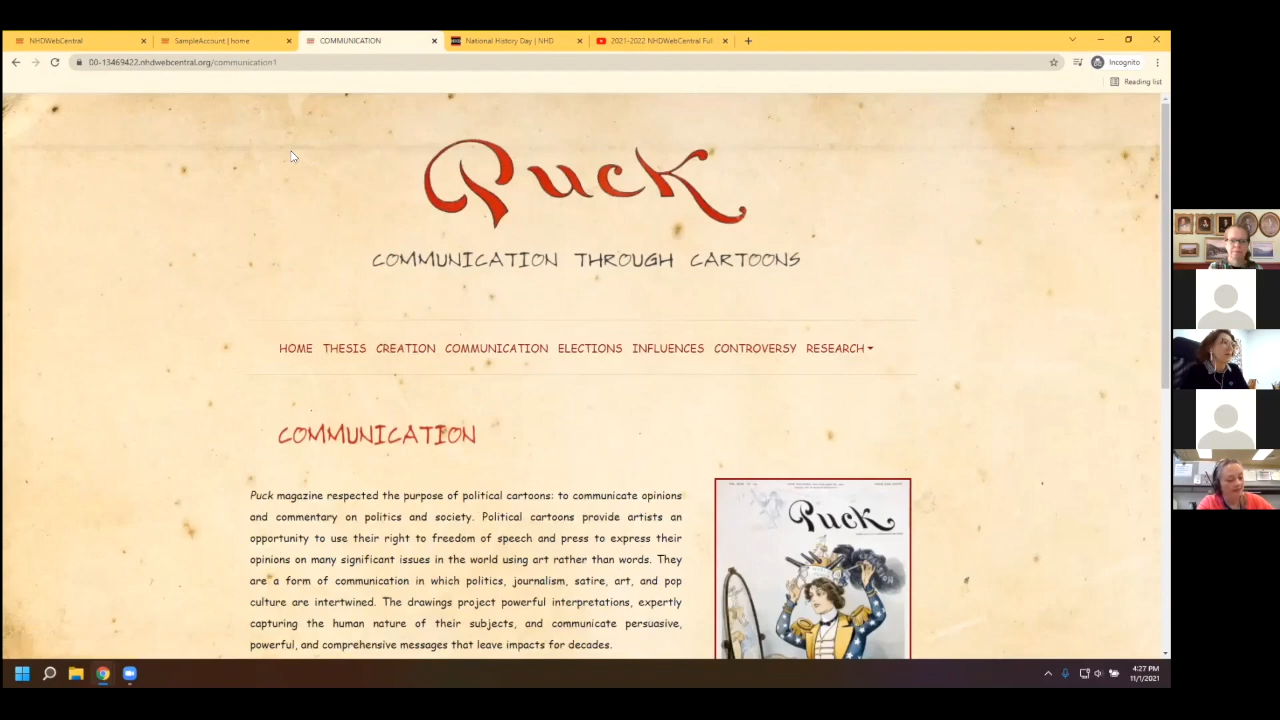 NHDWebCentral
SampleAccount | home
COMMUNICATION
National History Day | NHD
2021-2022 NHDWebCentral Full
00-13469422.nhdwebcentral.org/communication1
Incognito
Reading list
Puck
COMMUNICATION THROUGH CARTOONS
HOME THESIS CREATION COMMUNICATION ELECTIONS INFLUENCES CONTROVERSY RESEARCH
COMMUNICATION
Puck magazine respected the purpose of political cartoons: to communicate opinions
and commentary on politics and society. Political cartoons provide artists an
opportunity to use their right to freedom of speech and press to express their
opinions on many significant issues in the world using art rather than words. They
are a form of communication in which politics, journalism, satire, art, and pop
culture are intertwined. The drawings project powerful interpretations, expertly
capturing the human nature of their subjects, and communicate persuasive,
powerful, and comprehensive messages that leave impacts for decades.
Puck
4:27 PM
11/1/2021